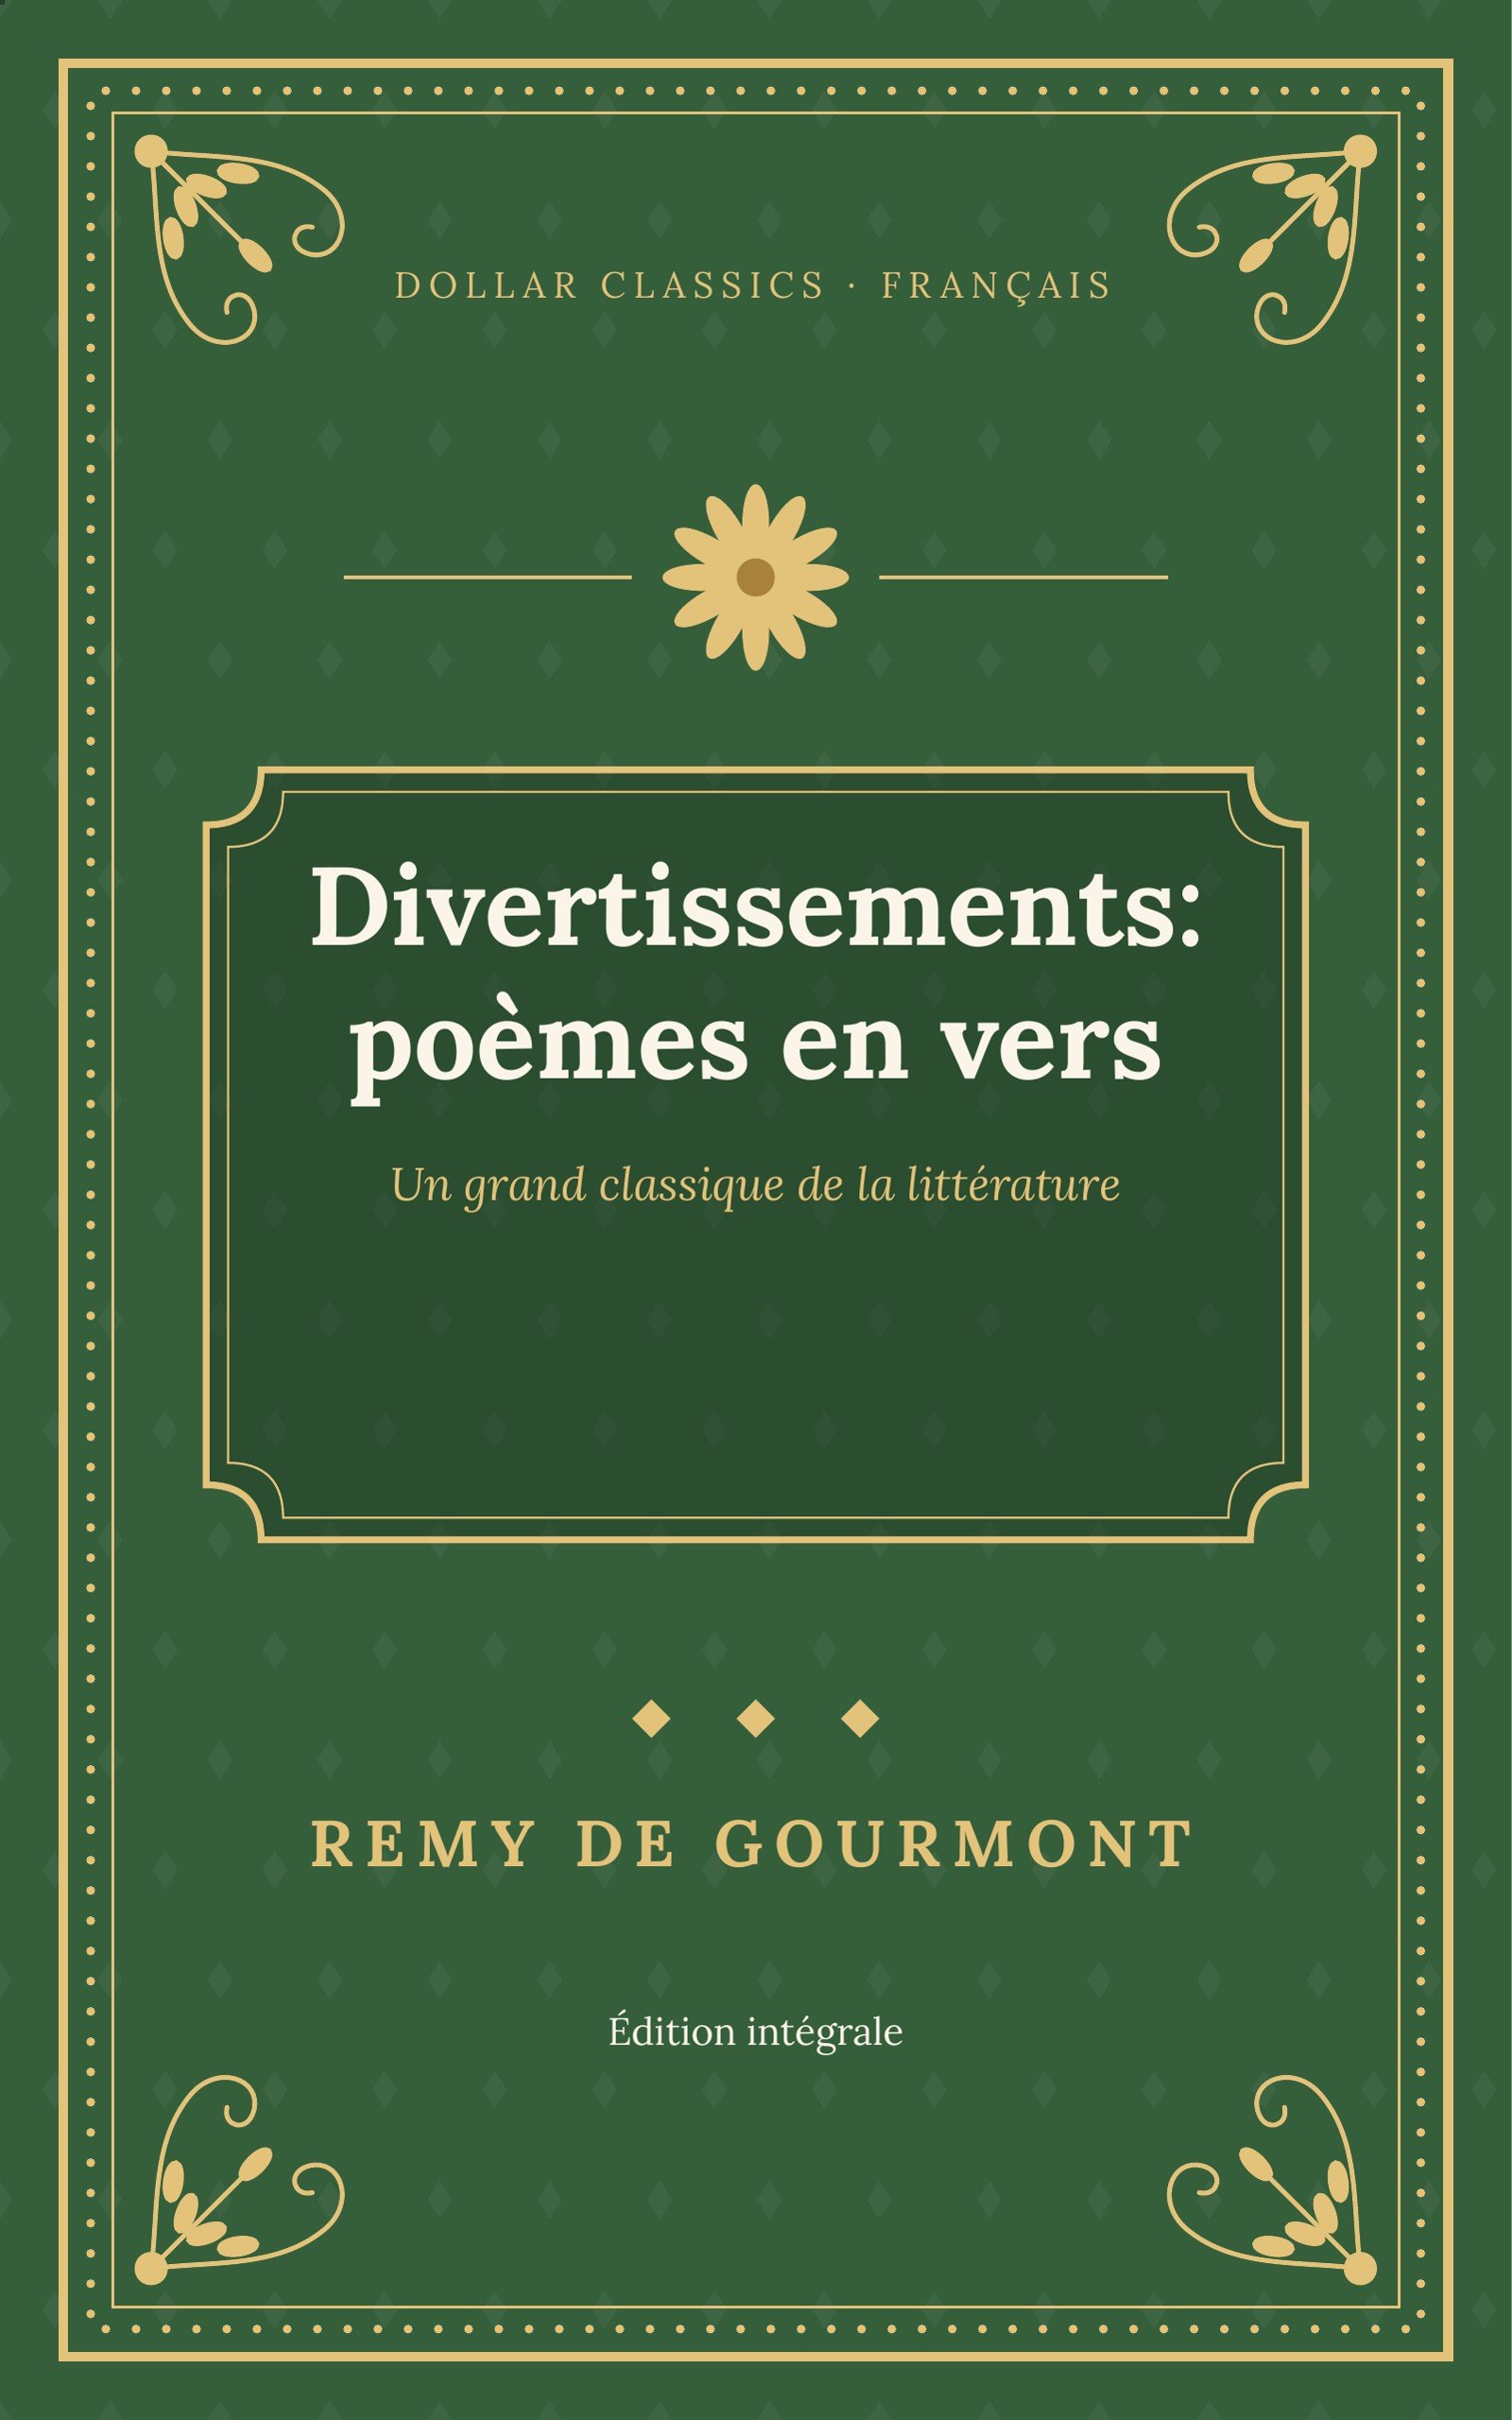 DOLLAR CLASSICS · FRANÇAIS
Divertissements:
poèmes en vers
Un grand classique de la littérature
REMY DE GOURMONT
Édition intégrale